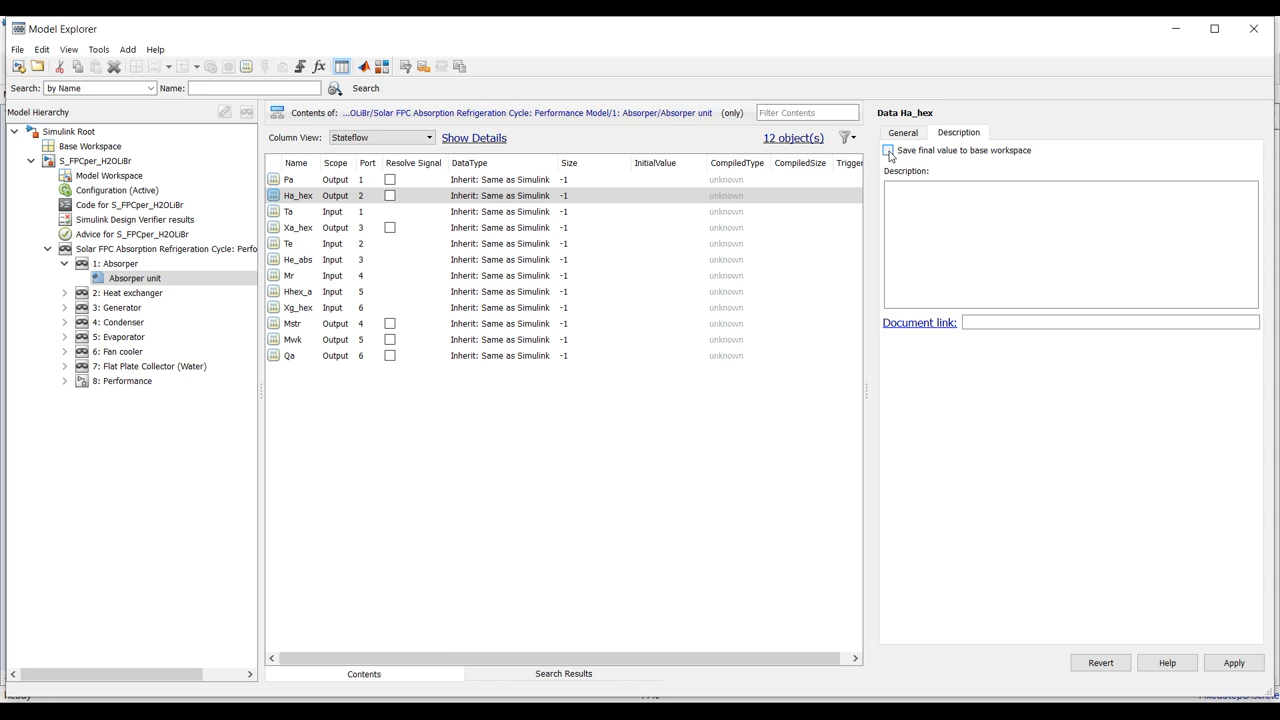 Model Explorer
File Edit View Tools Add Help
Search: by Name Name: Search
Model Hierarchy
Simulink Root
Base Workspace
S_FPCper_H2OLiBr
Model Workspace
Configuration (Active)
Code for S_FPCper_H2OLiBr
Simulink Design Verifier results
Advice for S_FPCper_H2OLiBr
Solar FPC Absorption Refrigeration Cycle: Perfo
1: Absorper
Absorper unit
2: Heat exchanger
3: Generator
4: Condenser
5: Evaporator
6: Fan cooler
7: Flat Plate Collector (Water)
8: Performance
Contents of: ...OLiBr/Solar FPC Absorption Refrigeration Cycle: Performance Model/1: Absorper/Absorper unit (only) Filter Contents
Column View: Stateflow Show Details 12 object(s)
Name Scope Port Resolve Signal DataType Size InitialValue CompiledType CompiledSize Trigger
Pa Output 1 Inherit: Same as Simulink -1 unknown
Ha_hex Output 2 Inherit: Same as Simulink -1 unknown
Ta Input 1 Inherit: Same as Simulink -1 unknown
Xa_hex Output 3 Inherit: Same as Simulink -1 unknown
Te Input 2 Inherit: Same as Simulink -1 unknown
He_abs Input 3 Inherit: Same as Simulink -1 unknown
Mr Input 4 Inherit: Same as Simulink -1 unknown
Hhex_a Input 5 Inherit: Same as Simulink -1 unknown
Xg_hex Input 6 Inherit: Same as Simulink -1 unknown
Mstr Output 4 Inherit: Same as Simulink -1 unknown
Mwk Output 5 Inherit: Same as Simulink -1 unknown
Qa Output 6 Inherit: Same as Simulink -1 unknown
Contents Search Results
Data Ha_hex
General Description
Save final value to base workspace
Description:
Document link:
Revert Help Apply